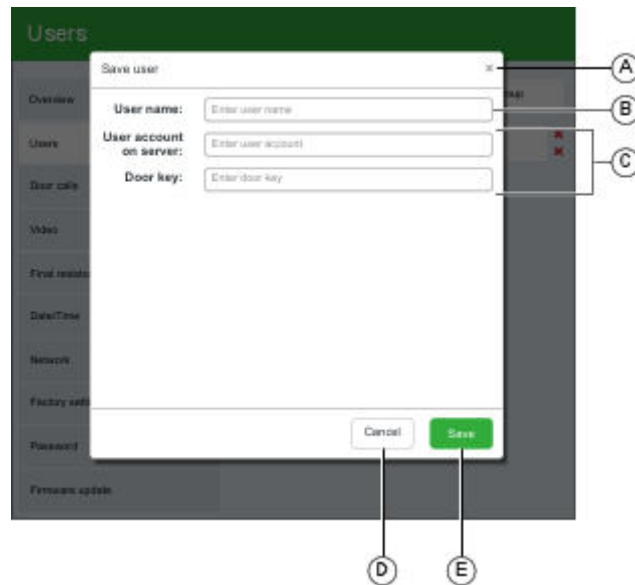 Users
Save user
×
A
Overview
User name:
Enter user name
B
Users
User account
on server:
Enter user account
C
Door calls
Door key:
Enter door key
Video
Date/Time
Network
Password
Cancel
Save
Firmware update
D
E